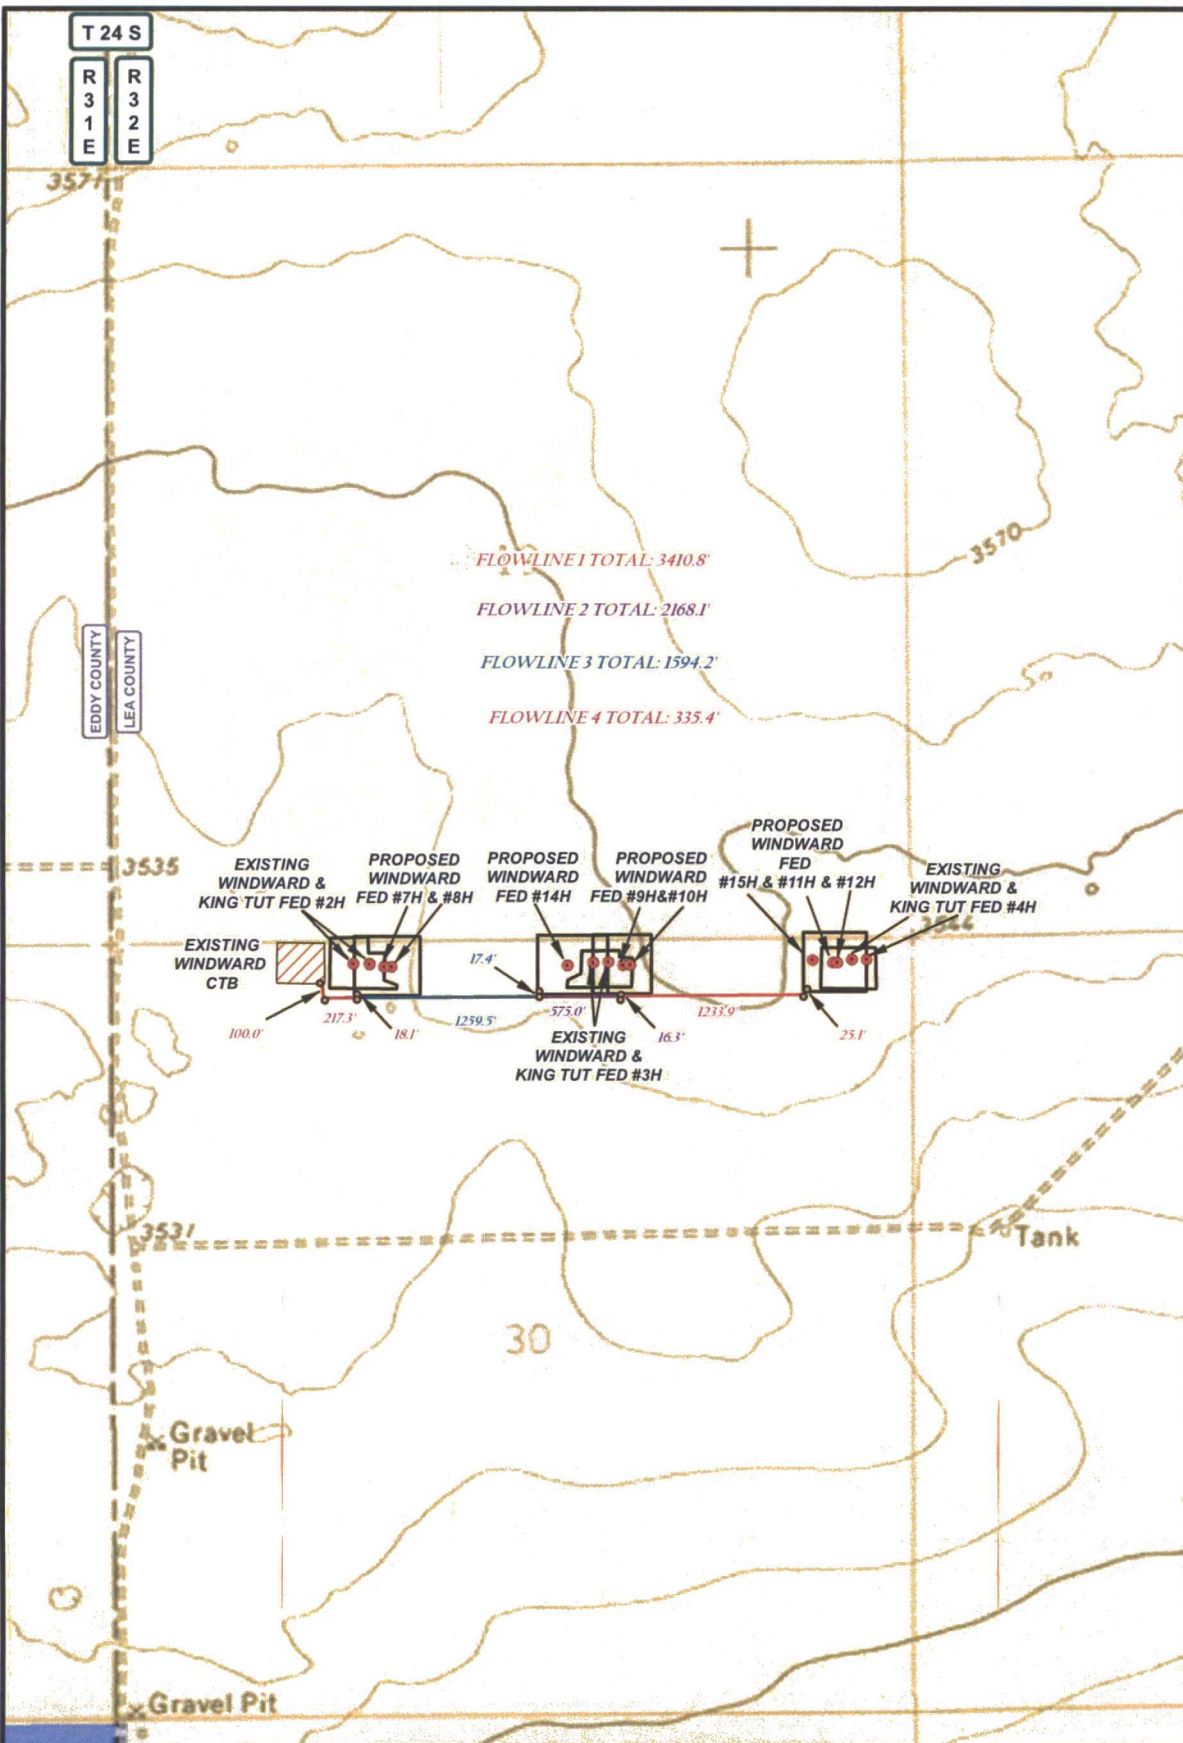 T 24 S
R
3
1
E
R
3
2
E
3571
3570
FLOWLINE 1 TOTAL: 3410.8'
FLOWLINE 2 TOTAL: 2168.1'
FLOWLINE 3 TOTAL: 1594.2'
FLOWLINE 4 TOTAL: 335.4'
EDDY COUNTY
LEA COUNTY
3535
EXISTING
WINDWARD &
KING TUT FED #2H
PROPOSED
WINDWARD
FED #7H & #8H
PROPOSED
WINDWARD
FED #14H
PROPOSED
WINDWARD
FED #9H&#10H
PROPOSED
WINDWARD
FED
#15H & #11H & #12H
EXISTING
WINDWARD &
KING TUT FED #4H
3544
EXISTING
WINDWARD
CTB
17.4'
100.0'
217.3'
18.1'
1259.5'
575.0'
16.3'
1233.9'
25.1'
EXISTING
WINDWARD &
KING TUT FED #3H
3531
Tank
30
Gravel
Pit
Gravel Pit